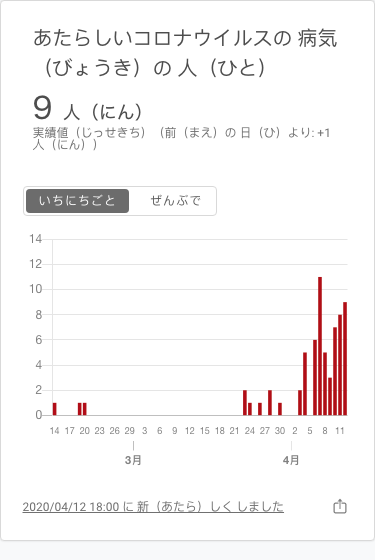 あたらしいコロナウイルスの 病気
（びょうき）の 人（ひと）
9 人（にん）
実績値（じっせきち）（前（まえ）の 日（ひ）より: +1
人（にん））
いちにちごと ぜんぶで
14
12
10
8
6
4
2
0
14 17 20 23 26 29 3 6 9 12 15 18 21 24 27 30 2 5 8 11
3月 4月
2020/04/12 18:00 に 新（あたら）しく しました